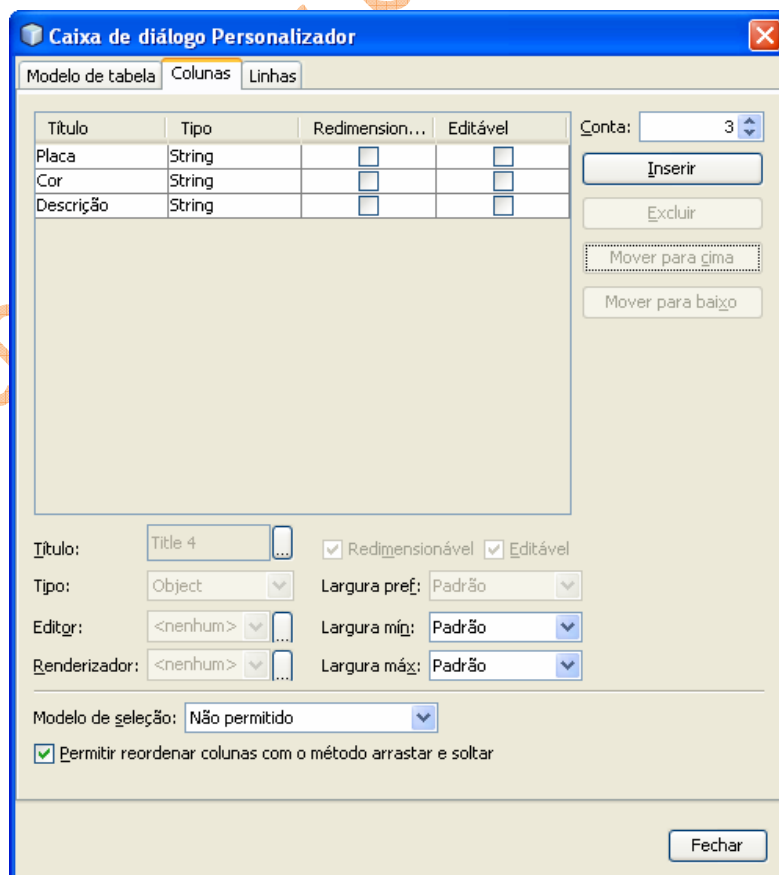 Caixa de diálogo Personalizador
Modelo de tabela Colunas Linhas
Título Tipo Redimension... Editável
Placa String
Cor String
Descrição String
Conta: 3
Inserir
Excluir
Mover para cima
Mover para baixo
Título: Title 4 ... Redimensionável Editável
Tipo: Object Largura pref: Padrão
Editor: <nenhum> ... Largura mín: Padrão
Renderizador: <nenhum> ... Largura máx: Padrão
Modelo de seleção: Não permitido
Permitir reordenar colunas com o método arrastar e soltar
Fechar